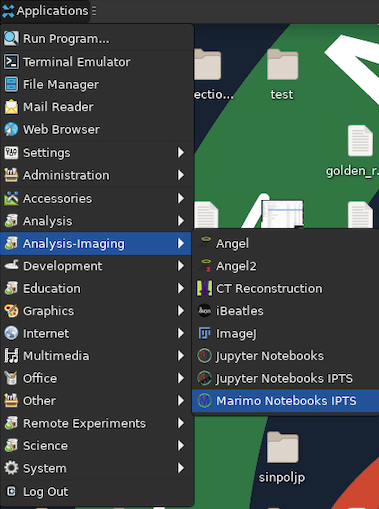 Applications
Run Program...
Terminal Emulator
File Manager
Mail Reader
Web Browser
Settings
Administration
Accessories
Analysis
Analysis-Imaging
Development
Education
Graphics
Internet
Multimedia
Office
Other
Remote Experiments
Science
System
Log Out
Angel
Angel2
CT Reconstruction
iBeatles
ImageJ
Jupyter Notebooks
Jupyter Notebooks IPTS
Marimo Notebooks IPTS
ectio...
test
golden_r.
sinpoljp